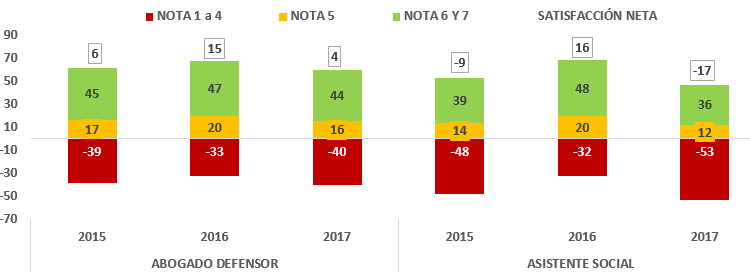 NOTA 1 a 4 NOTA 5 NOTA 6 Y 7 SATISFACCIÓN NETA
90
70
50
30
10
-10
-30
-50
-70
6 15 4 -9 16 -17
45 47 44 39 48 36
17 20 16 14 20 12
-39 -33 -40 -48 -32 -53
2015 2016 2017 2015 2016 2017
ABOGADO DEFENSOR ASISTENTE SOCIAL